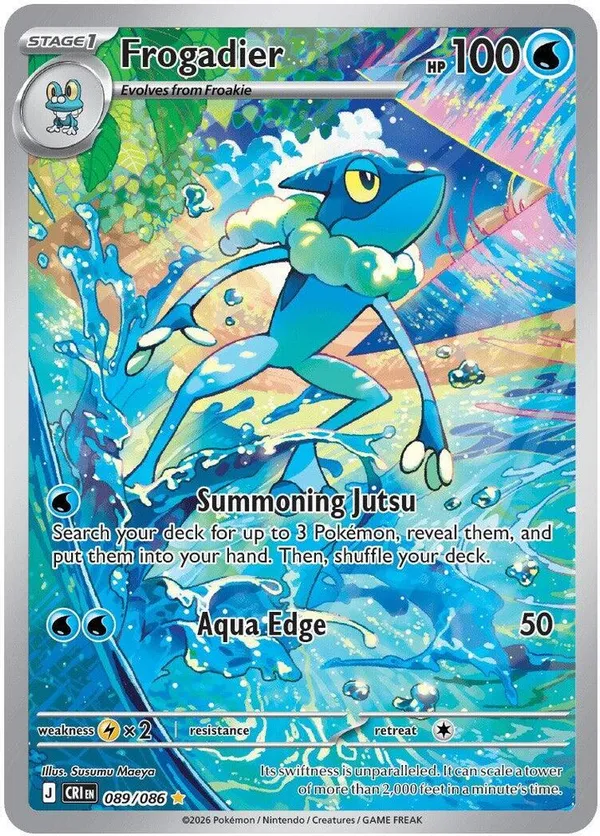 STAGE1
Frogadier
HP 100
Evolves from Froakie
Summoning Jutsu
Search your deck for up to 3 Pokémon, reveal them, and
put them into your hand. Then, shuffle your deck.
Aqua Edge 50
weakness ×2 resistance retreat
Illus. Susumu Maeya
Its swiftness is unparalleled. It can scale a tower
of more than 2,000 feet in a minute's time.
J CRI EN 089/086
©2026 Pokémon / Nintendo / Creatures / GAME FREAK